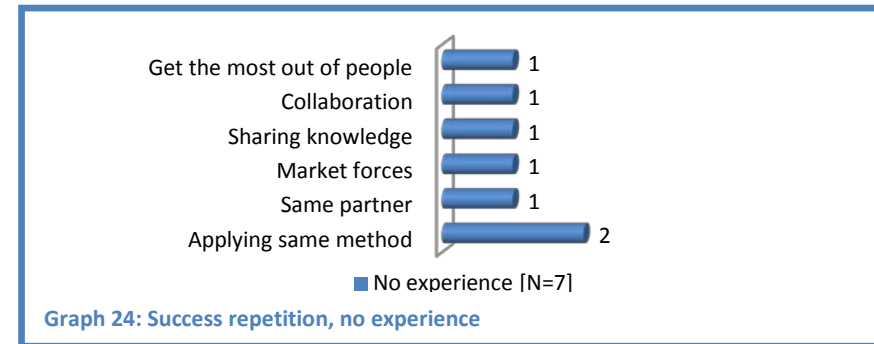 Get the most out of people 1
Collaboration 1
Sharing knowledge 1
Market forces 1
Same partner 1
Applying same method 2
No experience [N=7]
Graph 24: Success repetition, no experience